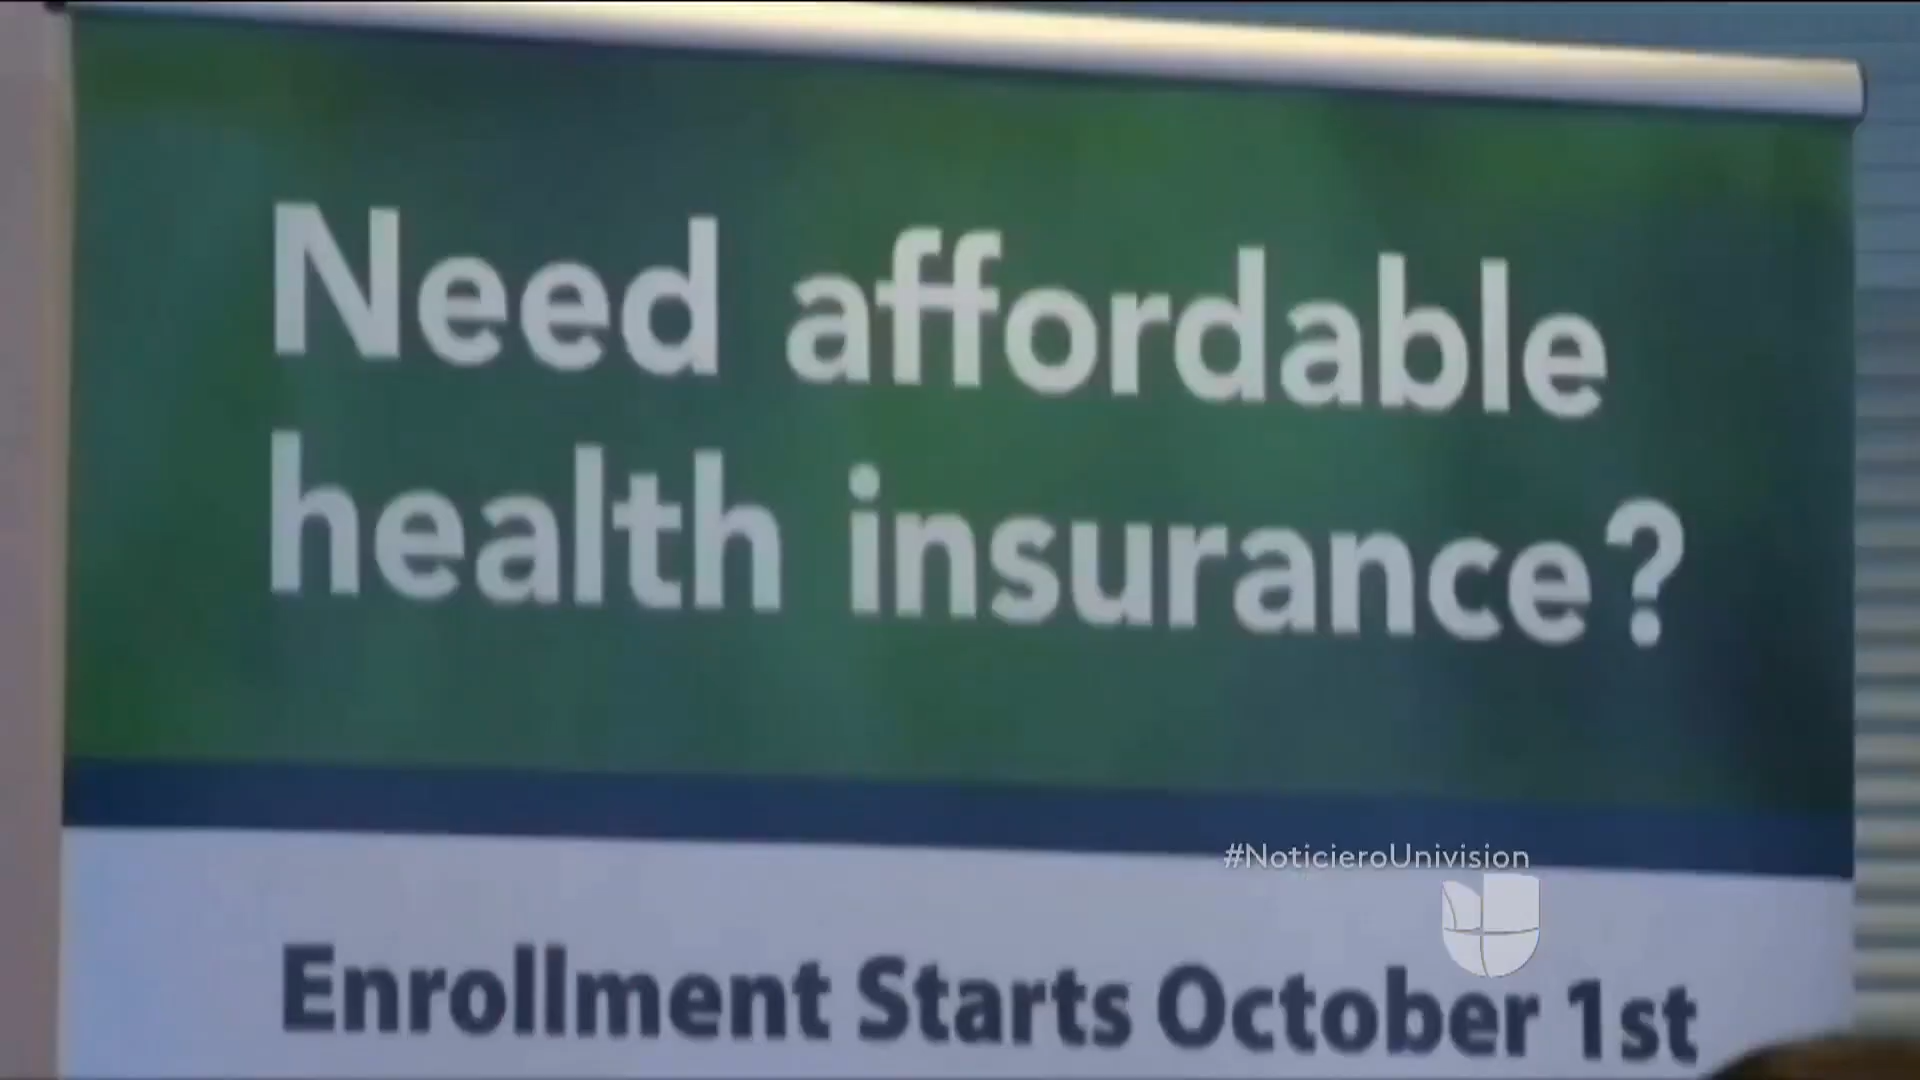 Need affordable
health insurance?
#NoticieroUnivision
Enrollment Starts October 1st